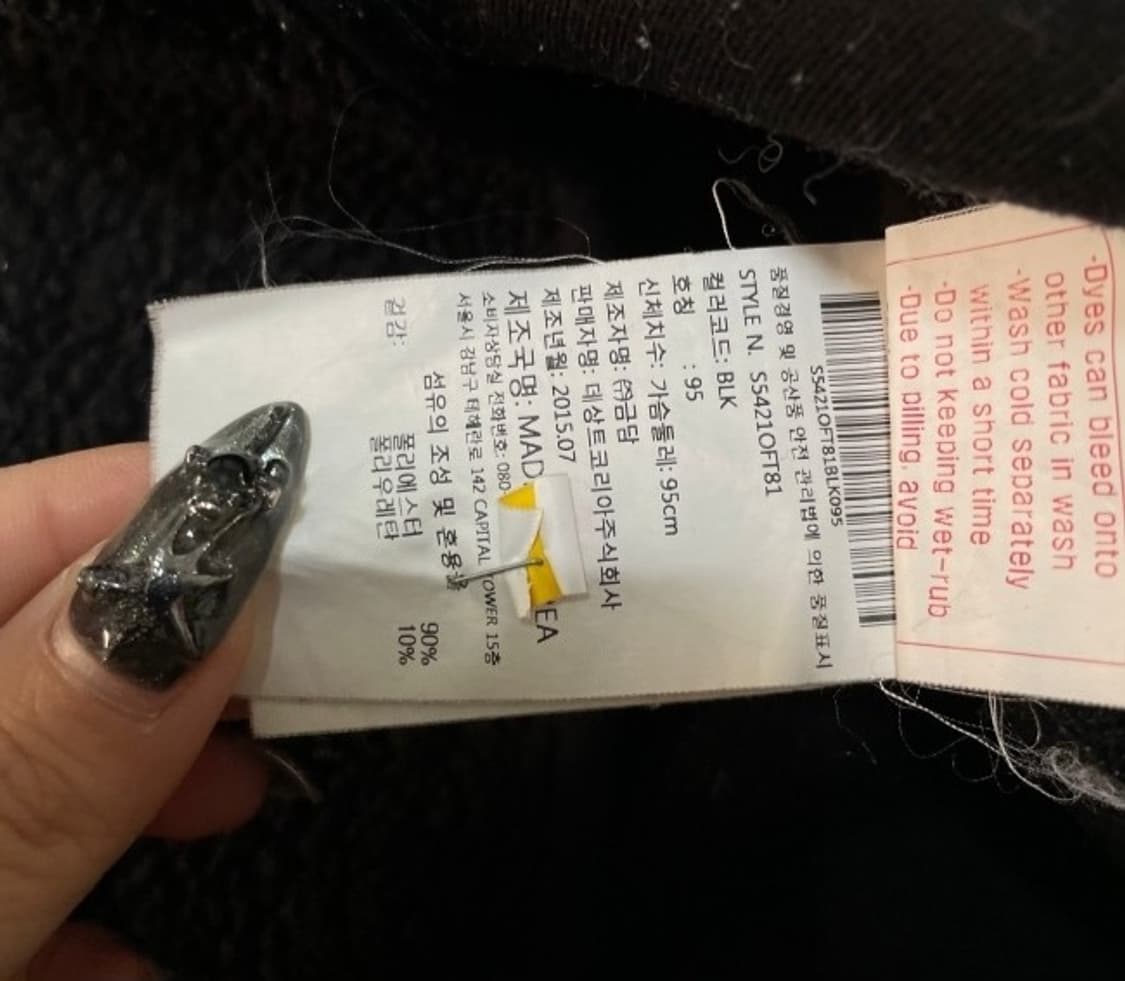 -Dyes can bleed onto
other fabric in wash
-Wash cold separately
within a short time
-Do not keeping wet-rub
-Due to pilling, avoid
S5421OFT81BLK095
품질경영 및 공산품 안전 관리법에 의한 품질표시
STYLE N. S5421OFT81
컬러코드: BLK
호칭 : 95
신체치수: 가슴둘레: 95cm
제조자명: ㈜금담
판매자명: 데상트코리아주식회사
제조년월: 2015.07
제조국명: MAD EA
소비자상담실 전화번호: 080
서울시 강남구 테헤란로 142 CAPITAL TOWER 15층
섬유의 조성 및 혼용율
겉감: 폴리에스터 90%
폴리우레탄 10%